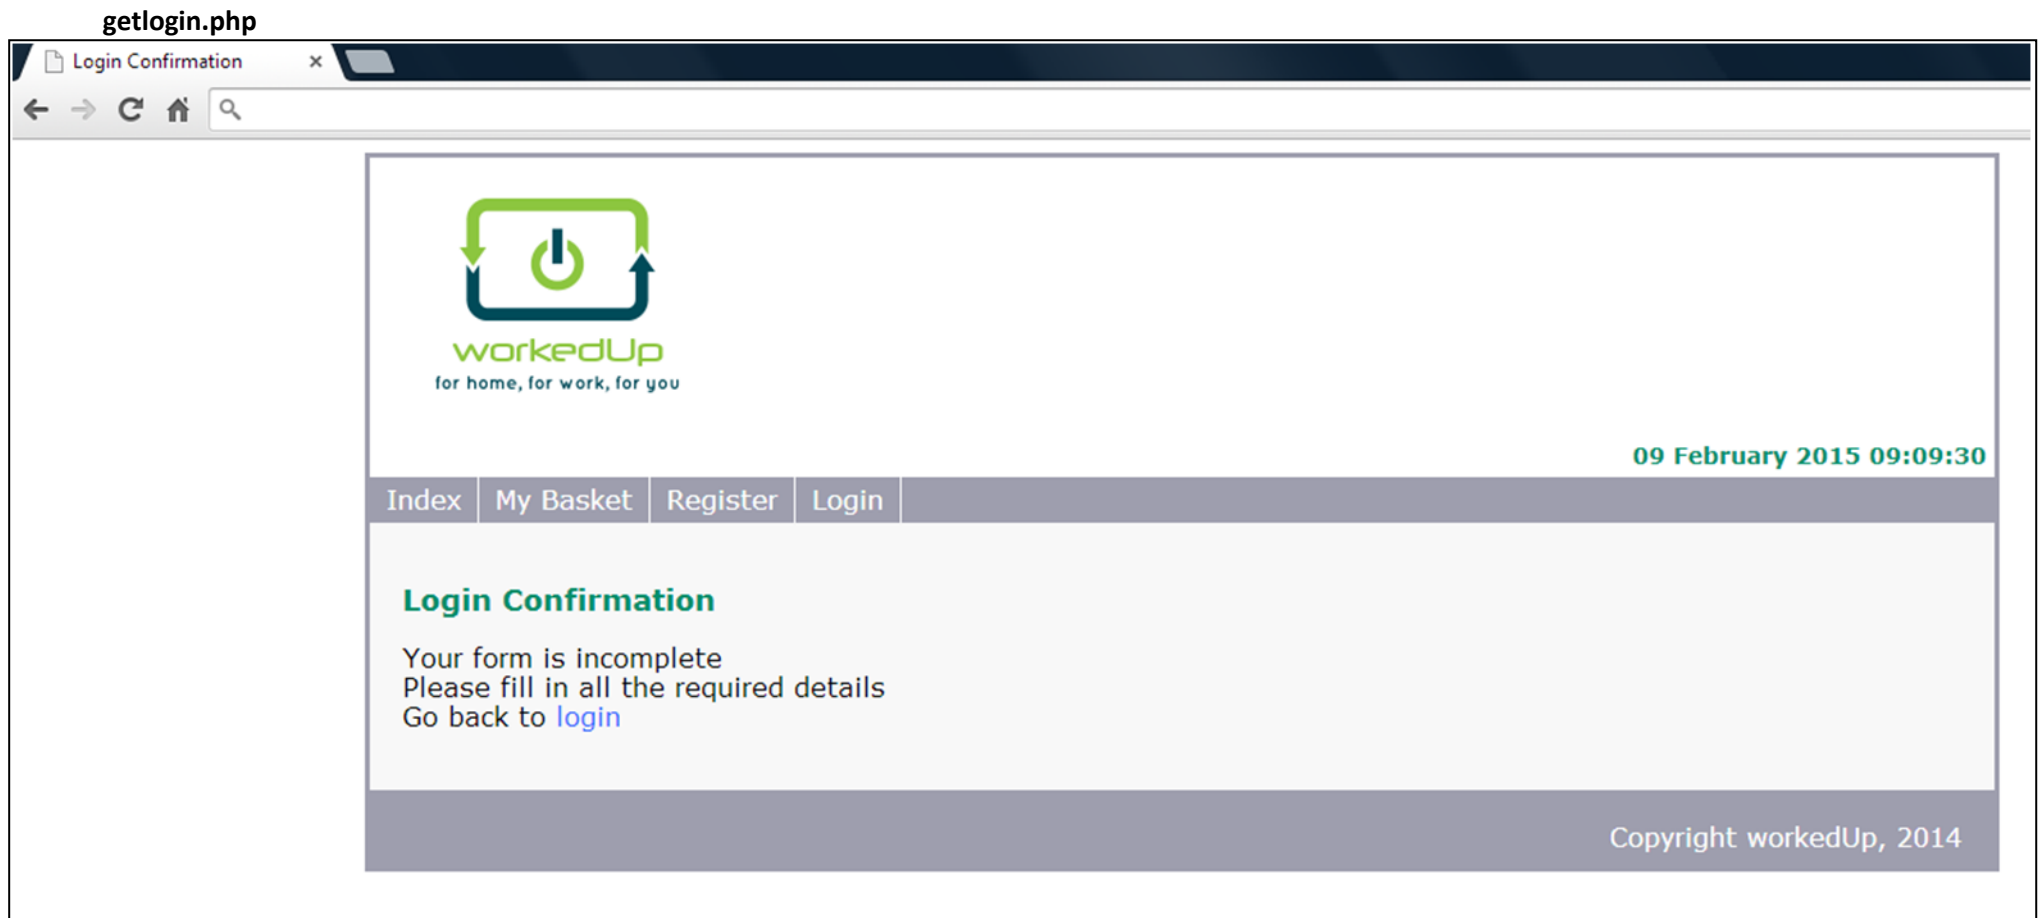 getlogin.php
Login Confirmation
workedUp
for home, for work, for you
09 February 2015 09:09:30
Index My Basket Register Login
Login Confirmation
Your form is incomplete
Please fill in all the required details
Go back to login
Copyright workedUp, 2014